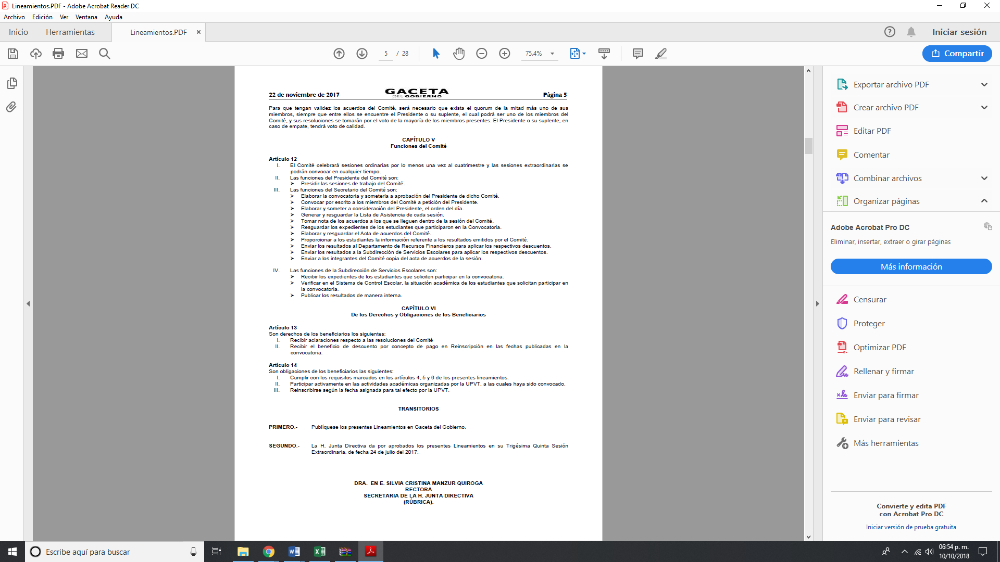 Lineamientos.PDF - Adobe Acrobat Reader DC
Archivo Edición Ver Ventana Ayuda
Inicio Herramientas Lineamientos.PDF Iniciar sesión
5 / 28 75.4% Compartir
22 de noviembre de 2017 GACETA DEL GOBIERNO Página 5
Para que tengan validez los acuerdos del Comité, será necesario que exista el quorum de la mitad más uno de sus
miembros, siempre que entre ellos se encuentre el Presidente o su suplente, el cual podrá ser uno de los miembros del
Comité, y sus resoluciones se tomarán por el voto de la mayoría de los miembros presentes. El Presidente o su suplente, en
caso de empate, tendrá voto de calidad.
CAPÍTULO V
Funciones del Comité
Artículo 12
I. El Comité celebrará sesiones ordinarias por lo menos una vez al cuatrimestre y las sesiones extraordinarias se
podrán convocar en cualquier tiempo.
II. Las funciones del Presidente del Comité son:
➢ Presidir las sesiones de trabajo del Comité.
III. Las funciones del Secretario del Comité son:
➢ Elaborar la convocatoria y someterla a aprobación del Presidente de dicho Comité.
➢ Convocar por escrito a los miembros del Comité a petición del Presidente.
➢ Elaborar y someter a consideración del Presidente, el orden del día.
➢ Generar y resguardar la Lista de Asistencia de cada sesión.
➢ Tomar nota de los acuerdos a los que se lleguen dentro de la sesión del Comité.
➢ Resguardar los expedientes de los estudiantes que participaron en la Convocatoria.
➢ Elaborar y resguardar el Acta de acuerdos del Comité.
➢ Proporcionar a los estudiantes la información referente a los resultados emitidos por el Comité.
➢ Enviar los resultados al Departamento de Recursos Financieros para aplicar los respectivos descuentos.
➢ Enviar los resultados a la Subdirección de Servicios Escolares para aplicar los respectivos descuentos.
➢ Enviar a los integrantes del Comité copia del acta de acuerdos de la sesión.
IV. Las funciones de la Subdirección de Servicios Escolares son:
➢ Recibir los expedientes de los estudiantes que soliciten participar en la convocatoria.
➢ Verificar en el Sistema de Control Escolar, la situación académica de los estudiantes que solicitan participar en
la convocatoria.
➢ Publicar los resultados de manera interna.
CAPÍTULO VI
De los Derechos y Obligaciones de los Beneficiarios
Artículo 13
Son derechos de los beneficiarios los siguientes:
I. Recibir aclaraciones respecto a las resoluciones del Comité
II. Recibir el beneficio de descuento por concepto de pago en Reinscripción en las fechas publicadas en la
convocatoria.
Artículo 14
Son obligaciones de los beneficiarios las siguientes:
I. Cumplir con los requisitos marcados en los artículos 4, 5 y 6 de los presentes lineamientos.
II. Participar activamente en las actividades académicas organizadas por la UPVT, a las cuales haya sido convocado.
III. Reinscribirse según la fecha asignada para tal efecto por la UPVT.
TRANSITORIOS
PRIMERO.- Publíquese los presentes Lineamientos en Gaceta del Gobierno.
SEGUNDO.- La H. Junta Directiva da por aprobados los presentes Lineamientos en su Trigésima Quinta Sesión
Extraordinaria, de fecha 24 de julio del 2017.
DRA. EN E. SILVIA CRISTINA MANZUR QUIROGA
RECTORA
SECRETARIA DE LA H. JUNTA DIRECTIVA
(RÚBRICA).
Exportar archivo PDF
Crear archivo PDF
Editar PDF
Comentar
Combinar archivos
Organizar páginas
Adobe Acrobat Pro DC
Eliminar, insertar, extraer o girar páginas
Más información
Censurar
Proteger
Optimizar PDF
Rellenar y firmar
Enviar para firmar
Enviar para revisar
Más herramientas
Convierte y edita PDF
con Acrobat Pro DC
Iniciar versión de prueba gratuita
Escribe aquí para buscar
06:54 p. m.
10/10/2018